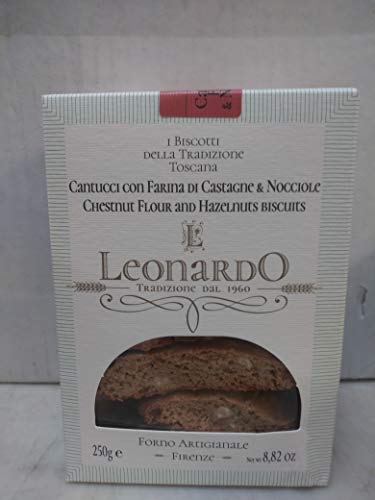 I Biscotti
della Tradizione
Toscana
Cantucci con Farina di Castagne & Nocciole
Chestnut Flour and Hazelnuts biscuits
L
Leonardo
Tradizione dal 1960
250g e
Forno Artigianale
Firenze
Net wt 8,82 oz